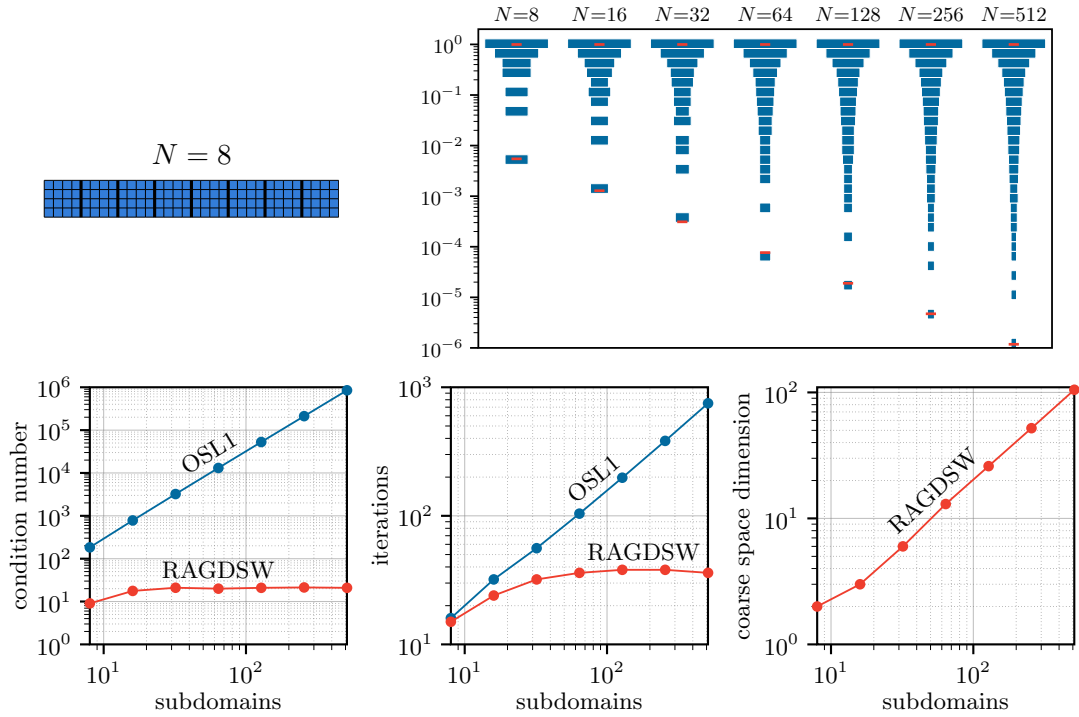 N=8 N=16 N=32 N=64 N=128 N=256 N=512
10^0
10^-1
10^-2
10^-3
10^-4
10^-5
10^-6
N = 8
condition number
10^6
10^5
10^4
10^3
10^2
10^1
10^0
OSL1
RAGDSW
10^1 10^2
subdomains
iterations
10^3
10^2
10^1
OSL1
RAGDSW
10^1 10^2
subdomains
coarse space dimension
10^2
10^1
10^0
RAGDSW
10^1 10^2
subdomains